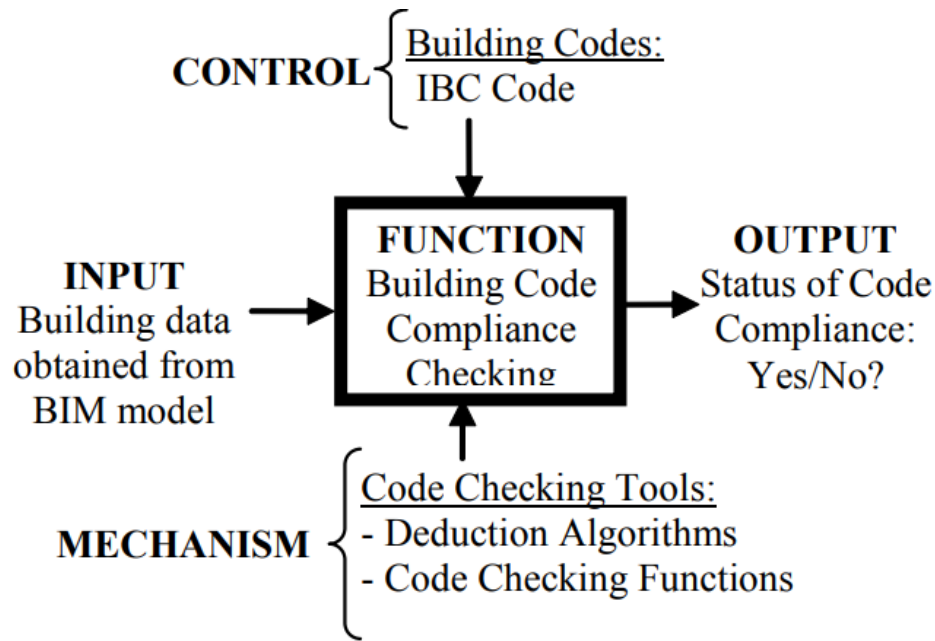 CONTROL
Building Codes:
IBC Code
INPUT
Building data
obtained from
BIM model
FUNCTION
Building Code
Compliance
Checking
OUTPUT
Status of Code
Compliance:
Yes/No?
MECHANISM
Code Checking Tools:
- Deduction Algorithms
- Code Checking Functions